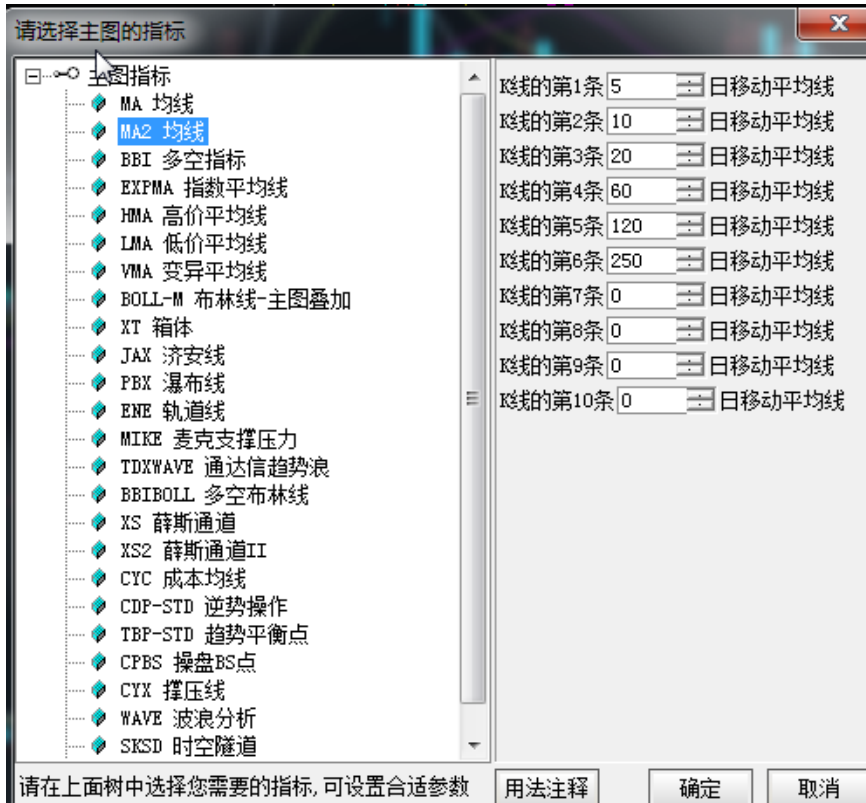 请选择主图的指标
主图指标
MA 均线
MA2 均线
BBI 多空指标
EXPMA 指数平均线
HMA 高价平均线
LMA 低价平均线
VMA 变异平均线
BOLL-M 布林线-主图叠加
XT 箱体
JAX 济安线
PBX 瀑布线
ENE 轨道线
MIKE 麦克支撑压力
TDXWAVE 通达信趋势浪
BBIBOLL 多空布林线
XS 薛斯通道
XS2 薛斯通道II
CYC 成本均线
CDP-STD 逆势操作
TBP-STD 趋势平衡点
CPBS 操盘BS点
CYX 撑压线
WAVE 波浪分析
SKSD 时空隧道
K线的第1条 5 日移动平均线
K线的第2条 10 日移动平均线
K线的第3条 20 日移动平均线
K线的第4条 60 日移动平均线
K线的第5条 120 日移动平均线
K线的第6条 250 日移动平均线
K线的第7条 0 日移动平均线
K线的第8条 0 日移动平均线
K线的第9条 0 日移动平均线
K线的第10条 0 日移动平均线
请在上面树中选择您需要的指标,可设置合适参数
用法注释
确定
取消